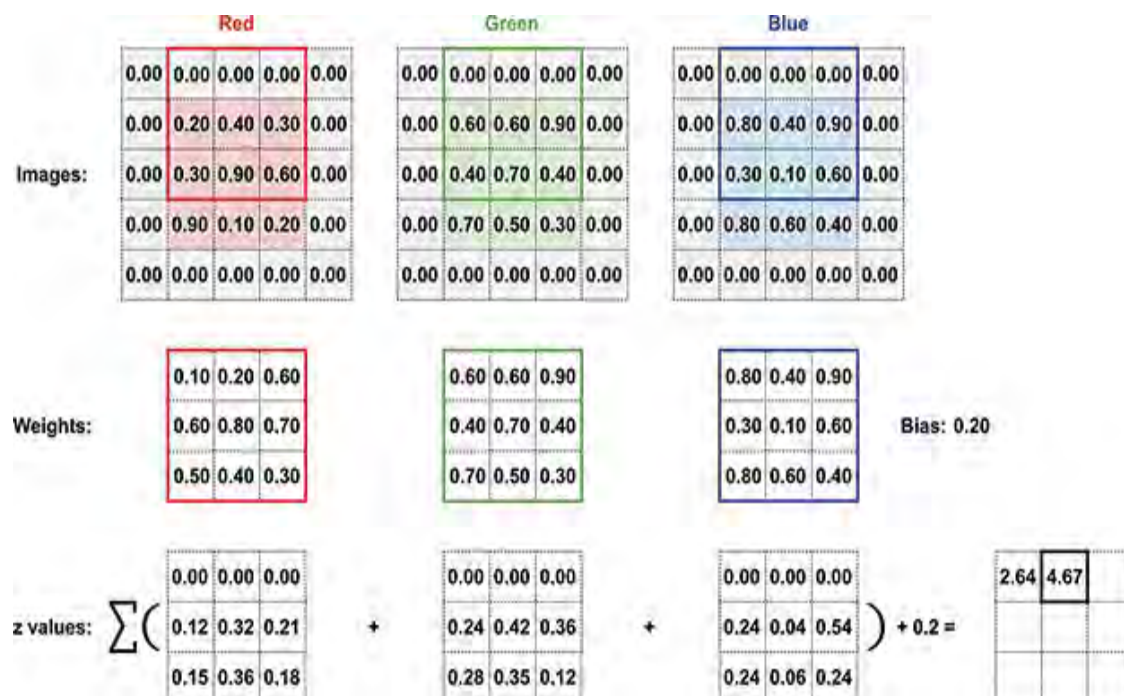 Red Green Blue
0.00 0.00 0.00 0.00 0.00 0.00 0.00 0.00 0.00 0.00 0.00 0.00 0.00 0.00 0.00
0.00 0.20 0.40 0.30 0.00 0.00 0.60 0.60 0.90 0.00 0.00 0.80 0.40 0.90 0.00
Images: 0.00 0.30 0.90 0.60 0.00 0.00 0.40 0.70 0.40 0.00 0.00 0.30 0.10 0.60 0.00
0.00 0.90 0.10 0.20 0.00 0.00 0.70 0.50 0.30 0.00 0.00 0.80 0.60 0.40 0.00
0.00 0.00 0.00 0.00 0.00 0.00 0.00 0.00 0.00 0.00 0.00 0.00 0.00 0.00 0.00
0.10 0.20 0.60 0.60 0.60 0.90 0.80 0.40 0.90
Weights: 0.60 0.80 0.70 0.40 0.70 0.40 0.30 0.10 0.60 Bias: 0.20
0.50 0.40 0.30 0.70 0.50 0.30 0.80 0.60 0.40
0.00 0.00 0.00 0.00 0.00 0.00 0.00 0.00 0.00 2.64 4.67
z values: ∑( 0.12 0.32 0.21 + 0.24 0.42 0.36 + 0.24 0.04 0.54 ) + 0.2 =
0.15 0.36 0.18 0.28 0.35 0.12 0.24 0.06 0.24